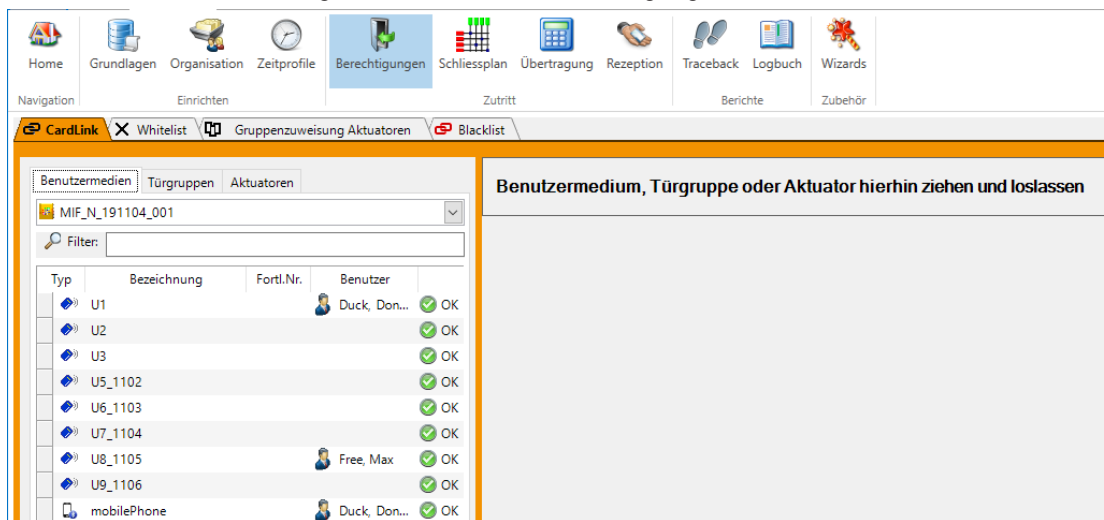 Home Grundlagen Organisation Zeitprofile Berechtigungen Schliessplan Übertragung Rezeption Traceback Logbuch Wizards
Navigation Einrichten Zutritt Berichte Zubehör
CardLink Whitelist Gruppenzuweisung Aktuatoren Blacklist
Benutzermedien Türgruppen Aktuatoren
Benutzermedium, Türgruppe oder Aktuator hierhin ziehen und loslassen
MIF_N_191104_001
Filter:
Typ Bezeichnung Fortl.Nr. Benutzer
U1 Duck, Don... OK
U2 OK
U3 OK
U5_1102 OK
U6_1103 OK
U7_1104 OK
U8_1105 Free, Max OK
U9_1106 OK
mobilePhone Duck, Don... OK